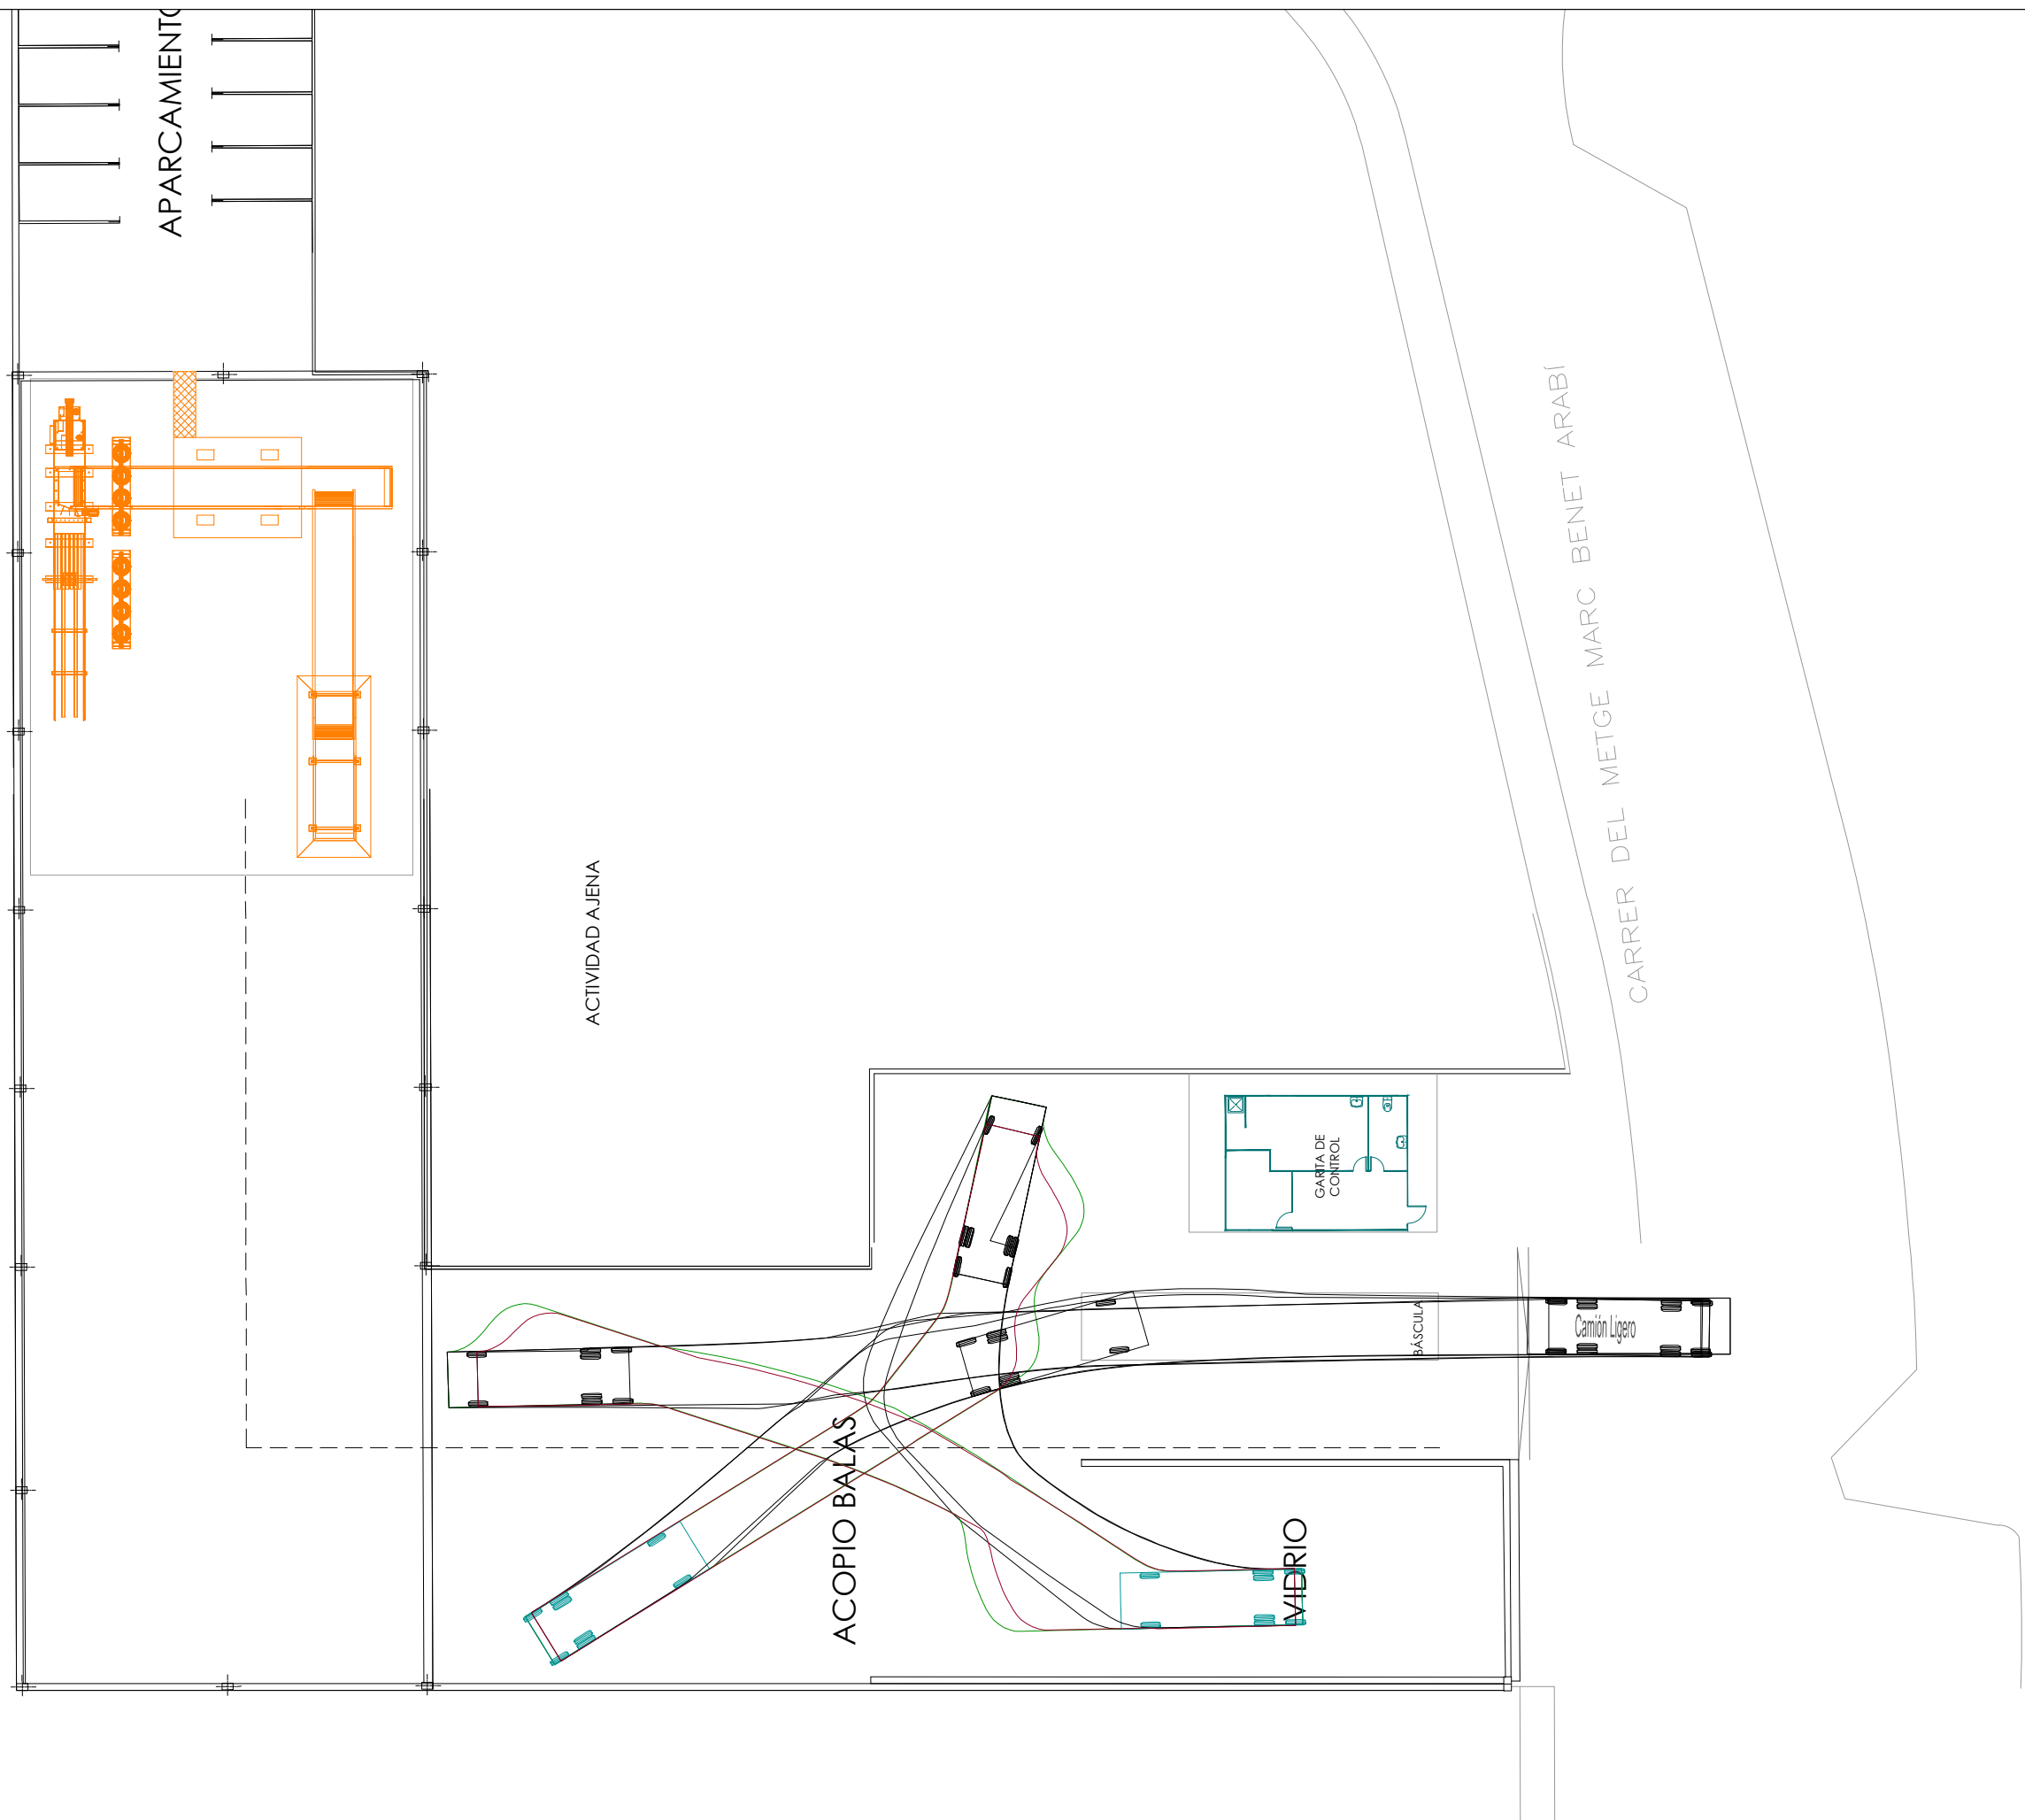 APARCAMIENTO
CARRER DEL METGE MARC BENET ARABÍ
ACTIVIDAD AJENA
GARITA DE
CONTROL
BÁSCULA
Camión Ligero
ACOPIO BALAS
VIDRIO